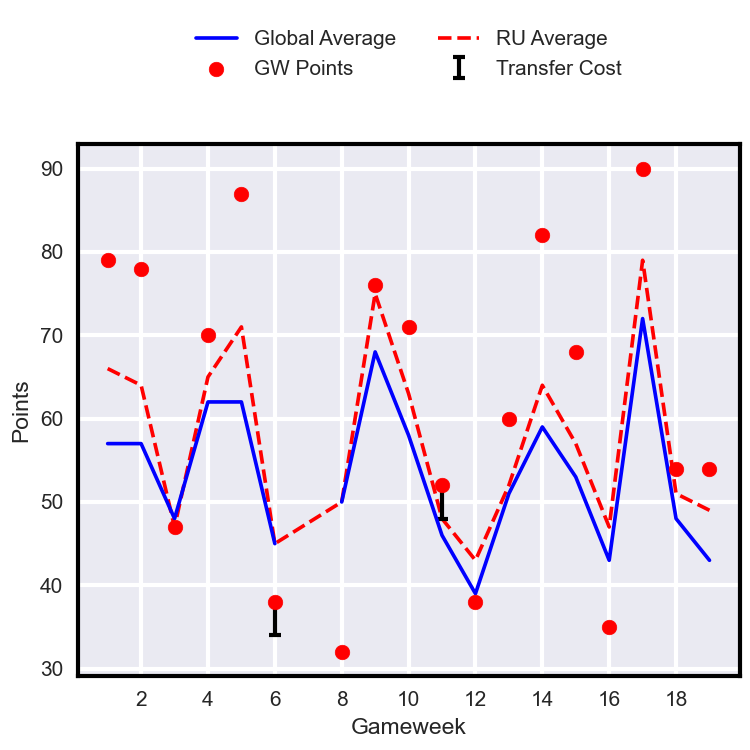 Global Average
RU Average
GW Points
Transfer Cost
90
80
70
60
50
40
30
Points
2 4 6 8 10 12 14 16 18
Gameweek